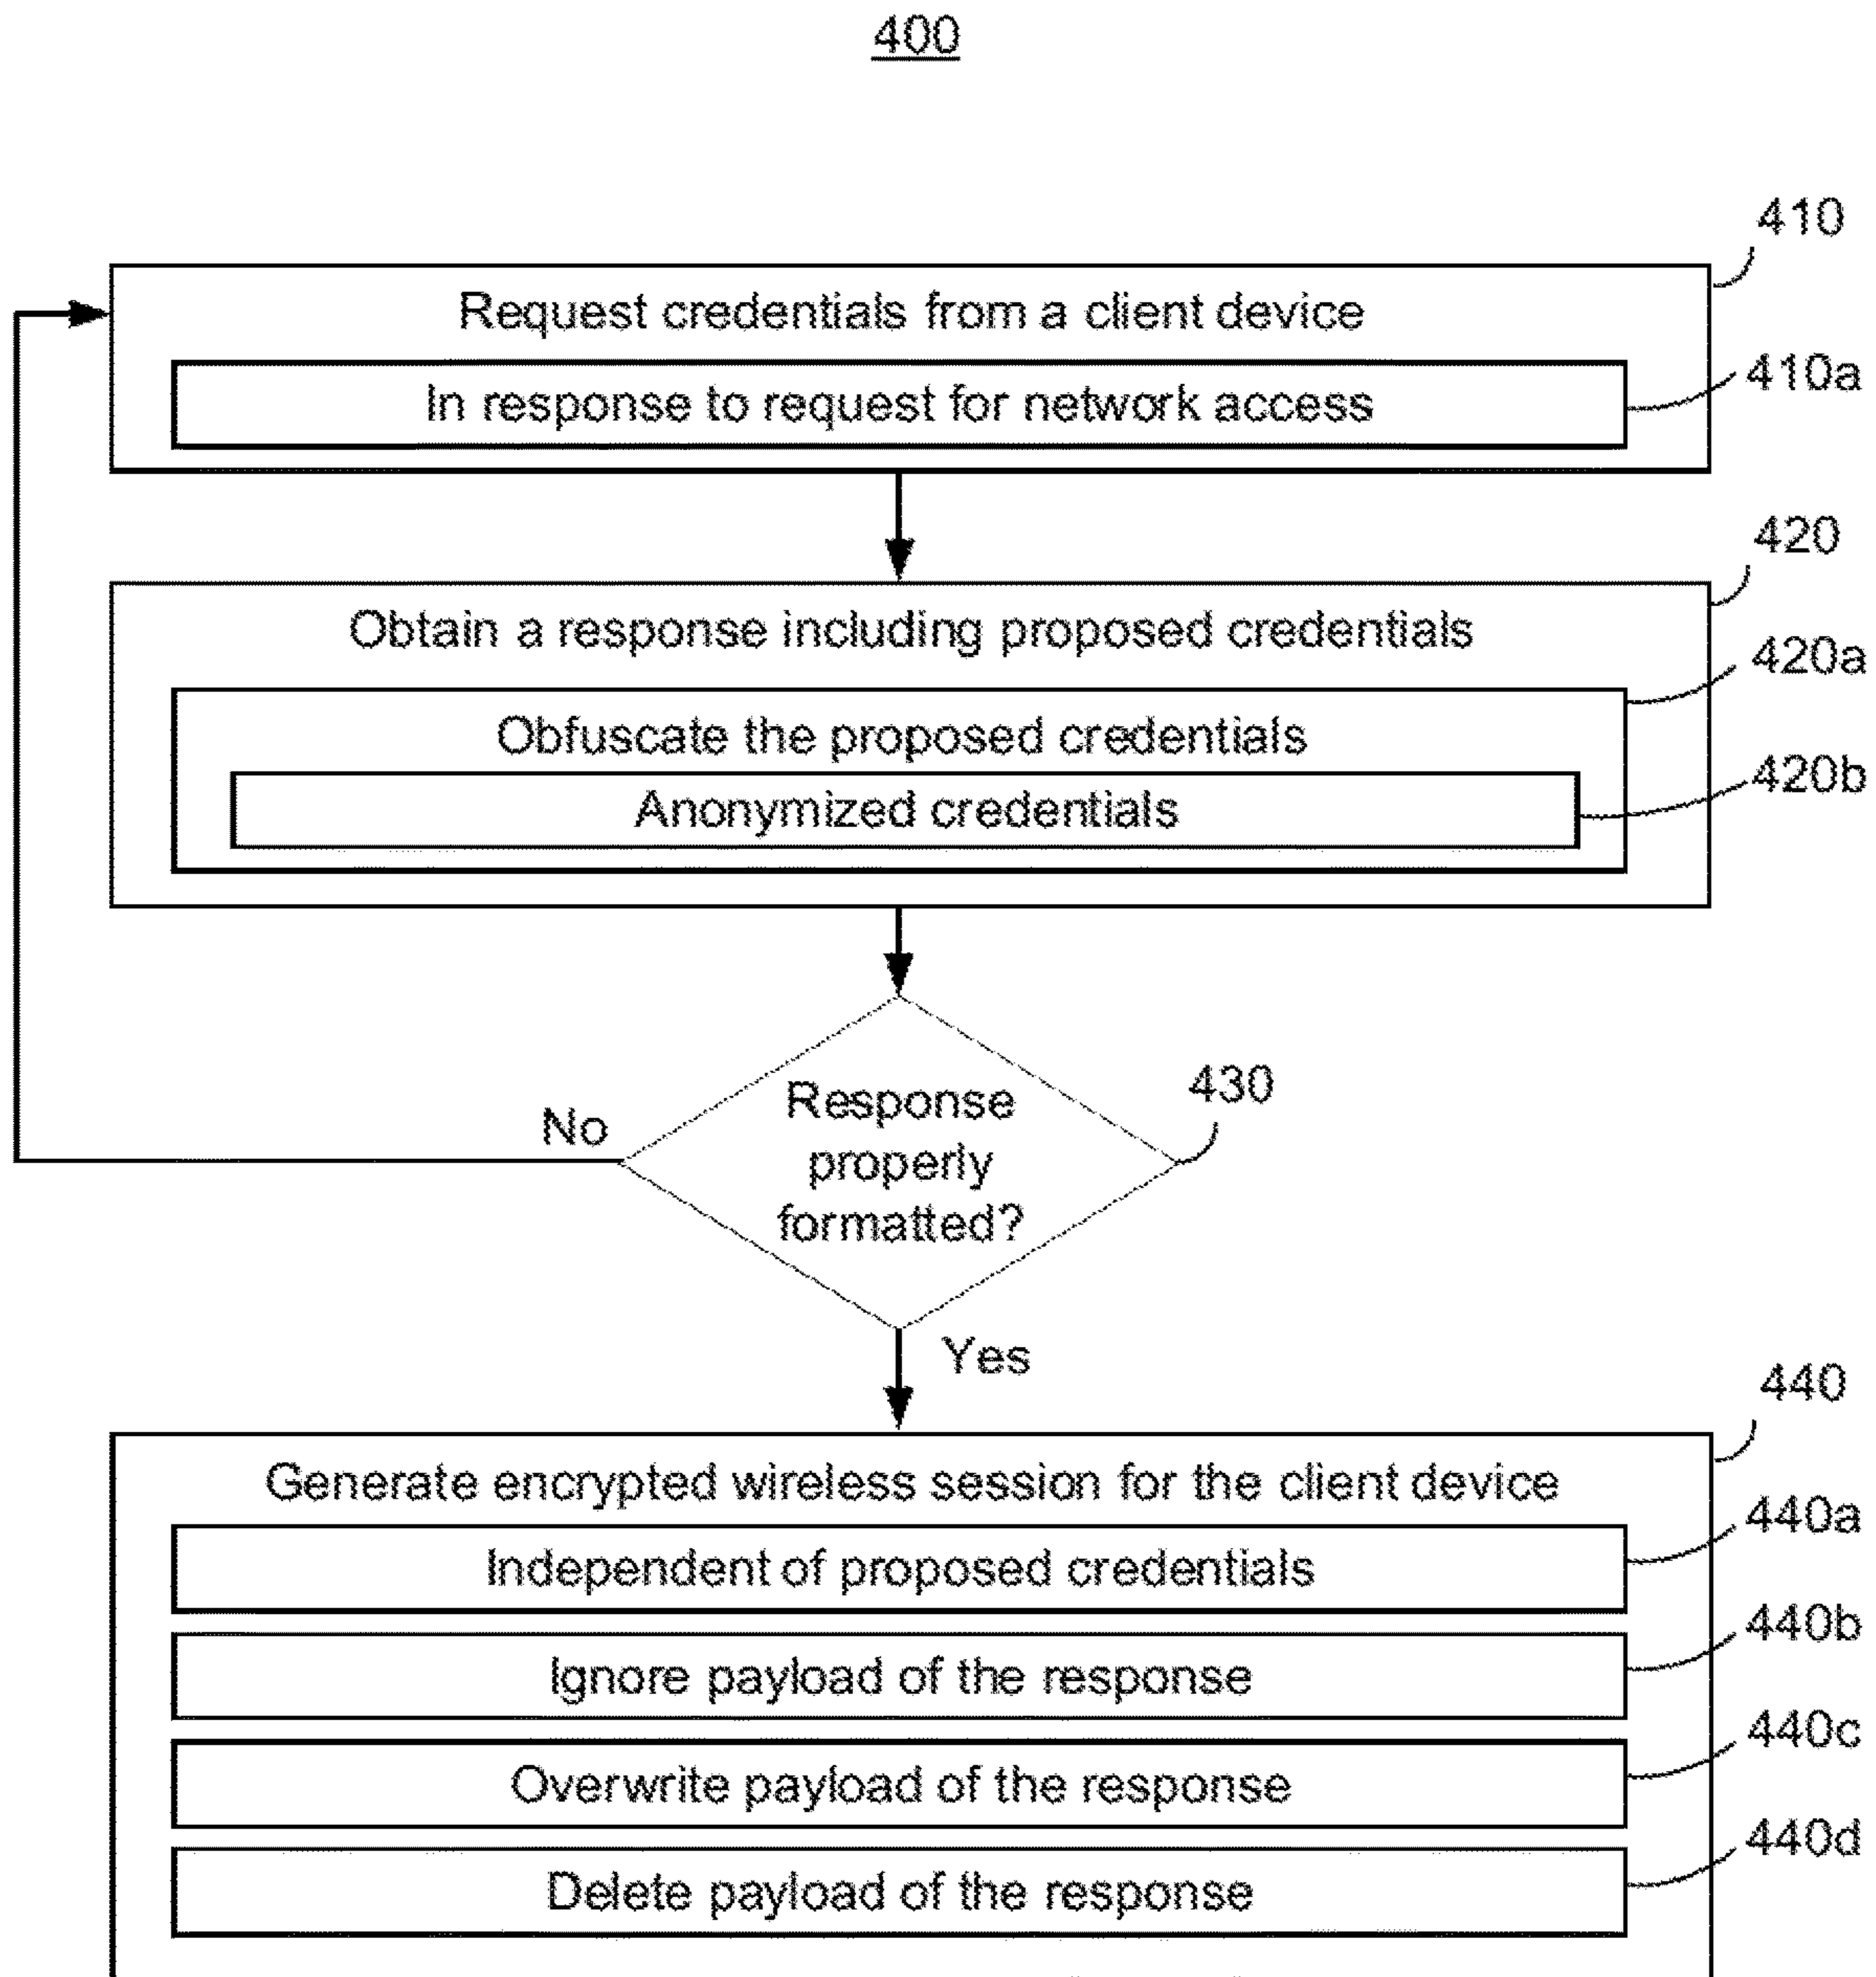 400
410
Request credentials from a client device
410a
In response to request for network access
420
Obtain a response including proposed credentials
420a
Obfuscate the proposed credentials
420b
Anonymized credentials
430
Response
properly
formatted?
No
Yes
440
Generate encrypted wireless session for the client device
440a
Independent of proposed credentials
440b
Ignore payload of the response
440c
Overwrite payload of the response
440d
Delete payload of the response